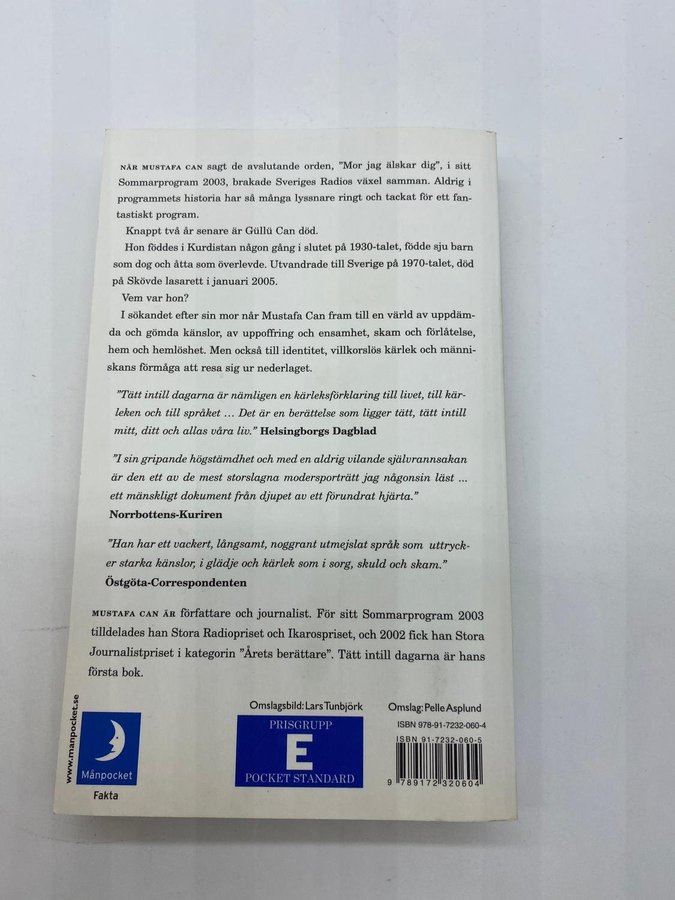 NÄR MUSTAFA CAN sagt de avslutande orden, ”Mor jag älskar dig”, i sitt
Sommarprogram 2003, brakade Sveriges Radios växel samman. Aldrig i
programmets historia har så många lyssnare ringt och tackat för ett fan-
tastiskt program.
Knappt två år senare är Güllü Can död.
Hon föddes i Kurdistan någon gång i slutet på 1930-talet, födde sju barn
som dog och åtta som överlevde. Utvandrade till Sverige på 1970-talet, död
på Skövde lasarett i januari 2005.
Vem var hon?
I sökandet efter sin mor når Mustafa Can fram till en värld av uppdäm-
da och gömda känslor, av uppoffring och ensamhet, skam och förlåtelse,
hem och hemlöshet. Men också till identitet, villkorslös kärlek och männi-
skans förmåga att resa sig ur nederlaget.
”Tätt intill dagarna är nämligen en kärleksförklaring till livet, till kär-
leken och till språket ... Det är en berättelse som ligger tätt, tätt intill
mitt, ditt och allas våra liv.” Helsingborgs Dagblad
”I sin gripande högstämdhet och med en aldrig vilande självrannsakan
är den ett av de mest storslagna modersporträtt jag någonsin läst ...
ett mänskligt dokument från djupet av ett förundrat hjärta.”
Norrbottens-Kuriren
”Han har ett vackert, långsamt, noggrant utmejslat språk som uttryck-
er starka känslor, i glädje och kärlek som i sorg, skuld och skam.”
Östgöta-Correspondenten
MUSTAFA CAN ÄR författare och journalist. För sitt Sommarprogram 2003
tilldelades han Stora Radiopriset och Ikarospriset, och 2002 fick han Stora
Journalistpriset i kategorin ”Årets berättare”. Tätt intill dagarna är hans
första bok.
www.manpocket.se
Månpocket
Fakta
Omslagsbild: Lars Tunbjörk
PRISGRUPP
E
POCKET STANDARD
Omslag: Pelle Asplund
ISBN 978-91-7232-060-4
ISBN 91-7232-060-5
9 789172 320604